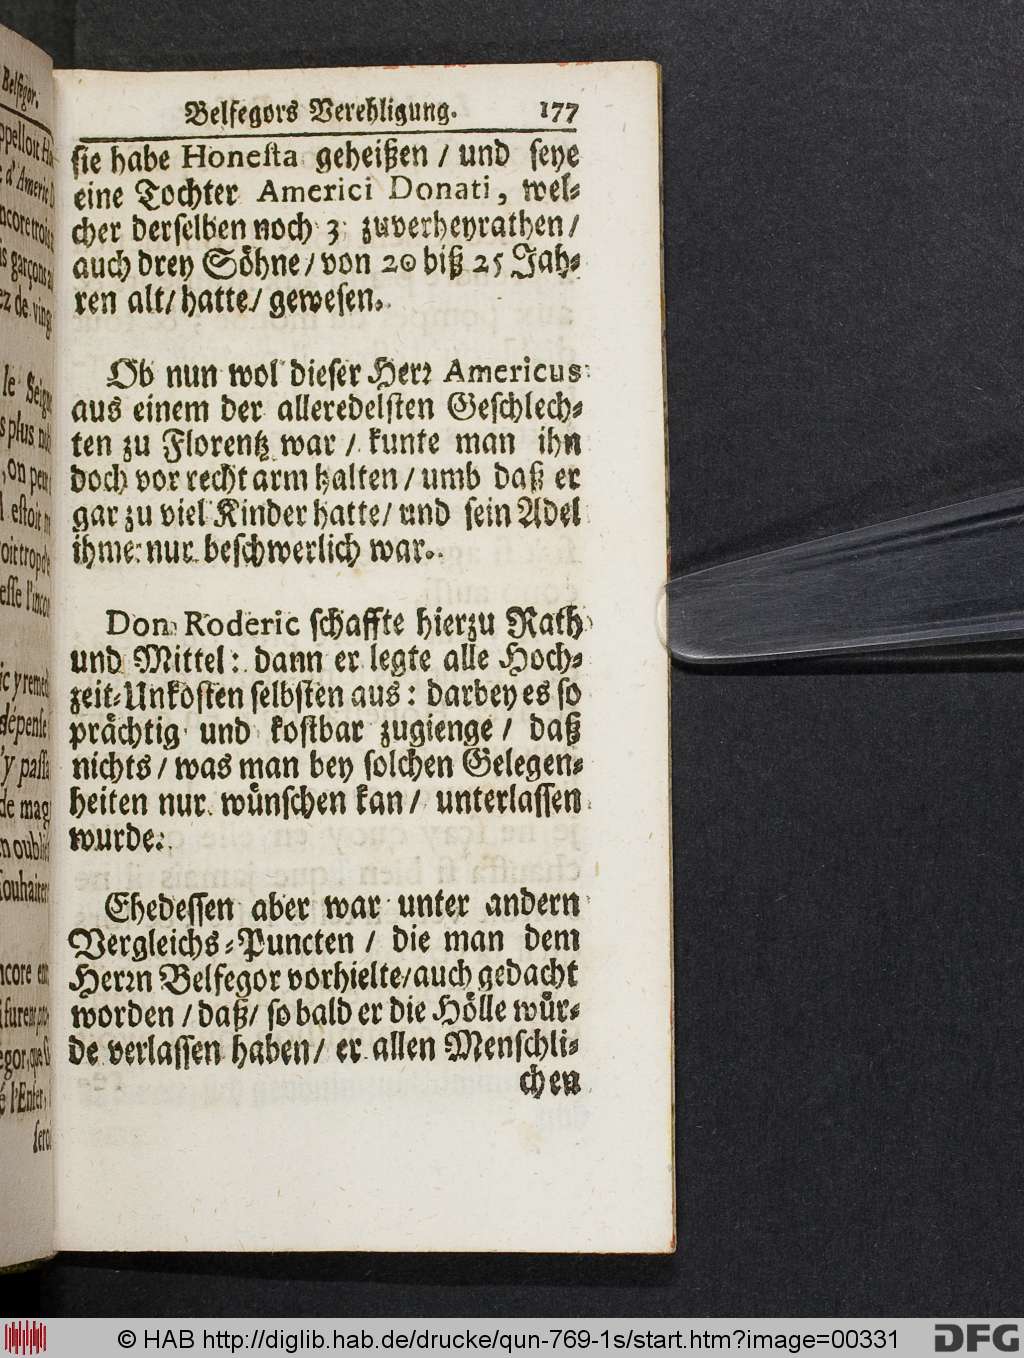 Belfegors Verehligung. 177
sie habe Honesta geheißen / und seye
eine Tochter Americi Donati, wel-
cher derselben noch 3 zuverheyrathen /
auch drey Söhne / von 20 biß 25 Jah-
ren alt / hatte / gewesen.
Ob nun wol dieser Herr Americus
aus einem der alleredelsten Geschlech-
ten zu Florentz war / kunte man ihn
doch vor recht arm halten / umb daß er
gar zu viel Kinder hatte / und sein Adel
ihme nur beschwerlich war.
Don Roderic schaffte hierzu Rath
und Mittel: dann er legte alle Hoch-
zeit-Unkosten selbsten aus: darbey es so
prächtig und kostbar zugienge / daß
nichts / was man bey solchen Gelegen-
heiten nur wünschen kan / unterlassen
wurde.
Ehedessen aber war unter andern
Vergleichs-Puncten / die man dem
Herrn Belfegor vorhielte / auch gedacht
worden / daß / so bald er die Hölle wür-
de verlassen haben / er allen Menschli-
chen
© HAB http://diglib.hab.de/drucke/qun-769-1s/start.htm?image=00331
DFG